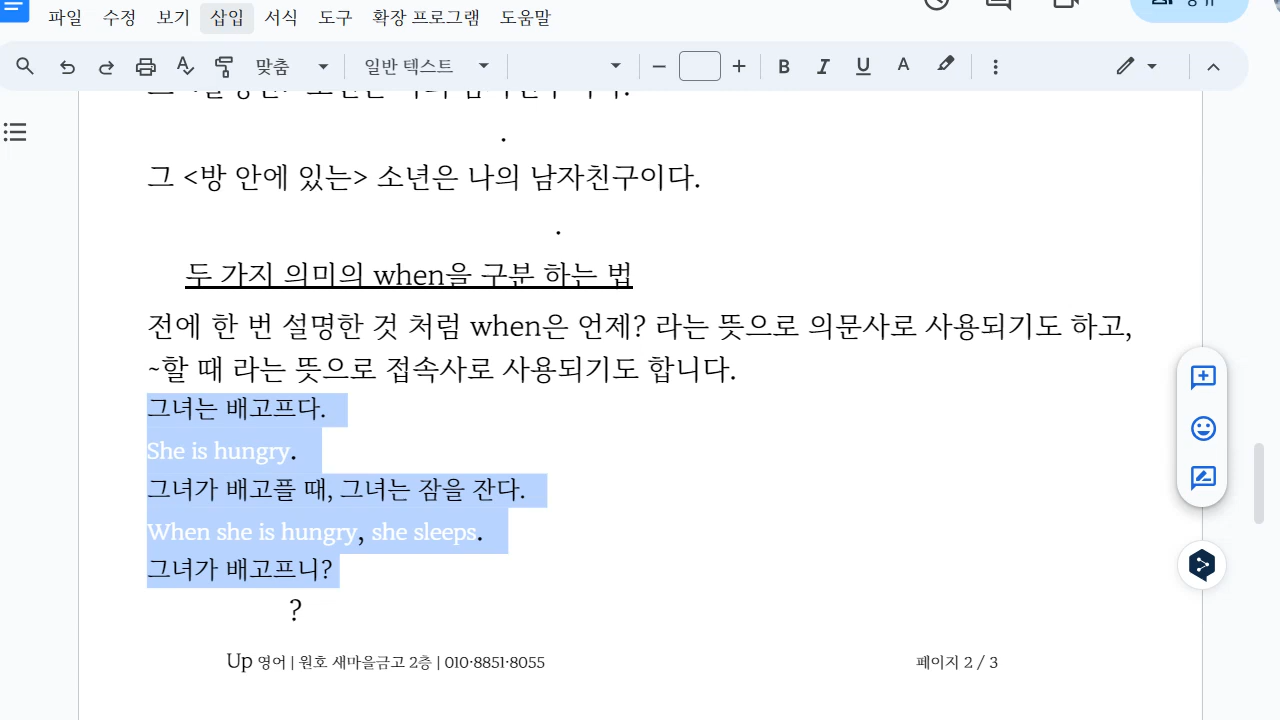 파일 수정 보기 삽입 서식 도구 확장 프로그램 도움말
맞춤 일반 텍스트 B I U A
.
그 <방 안에 있는> 소년은 나의 남자친구이다.
.
두 가지 의미의 when을 구분 하는 법
전에 한 번 설명한 것 처럼 when은 언제? 라는 뜻으로 의문사로 사용되기도 하고,
~할 때 라는 뜻으로 접속사로 사용되기도 합니다.
그녀는 배고프다.
She is hungry.
그녀가 배고플 때, 그녀는 잠을 잔다.
When she is hungry, she sleeps.
그녀가 배고프니?
?
Up 영어 | 원호 새마을금고 2층 | 010-8851-8055 페이지 2 / 3